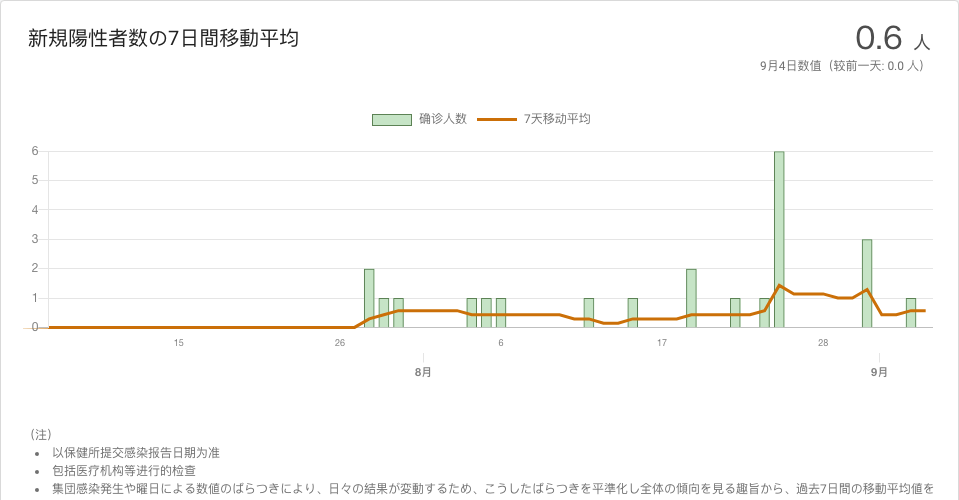 新規陽性者数の7日間移動平均
0.6 人
9月4日数值（较前一天: 0.0 人）
确诊人数 7天移动平均
6
5
4
3
2
1
0
15 26 6 17 28
8月 9月
（注）
• 以保健所提交感染报告日期为准
• 包括医疗机构等进行的检查
• 集団感染発生や曜日による数値のばらつきにより、日々の結果が変動するため、こうしたばらつきを平準化し全体の傾向を見る趣旨から、過去7日間の移動平均値を